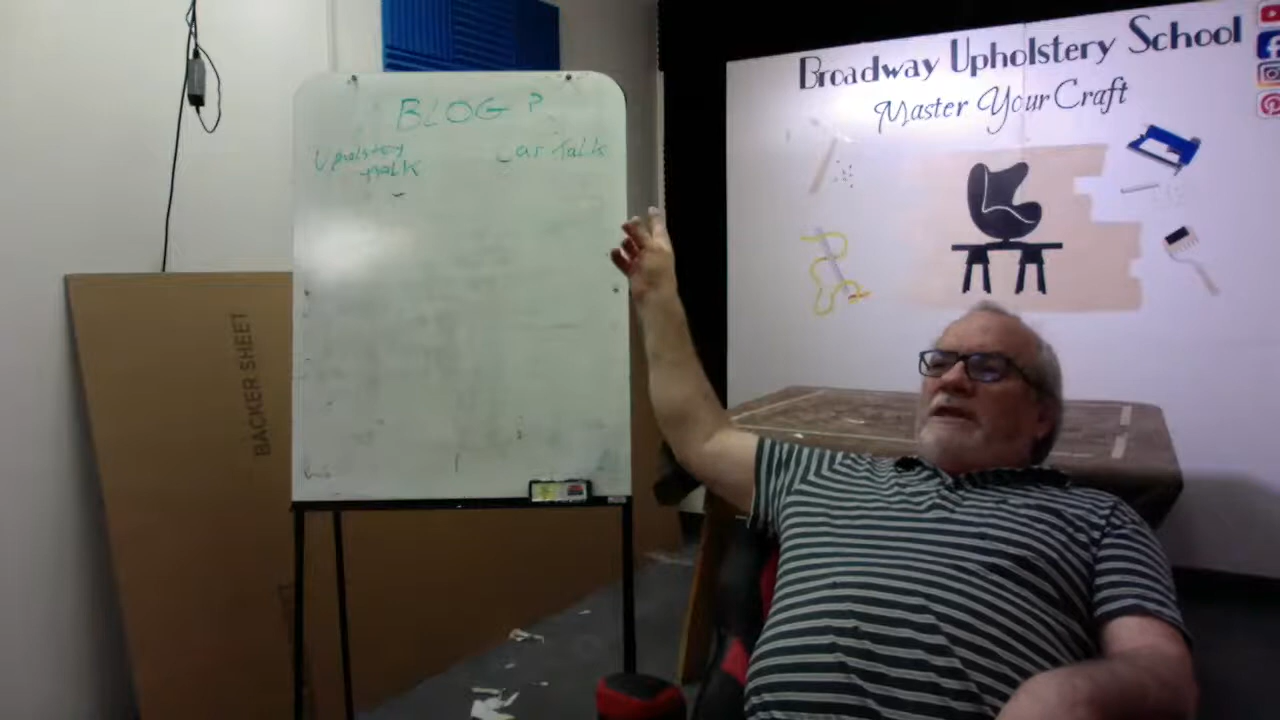 BLOG ?
Upholstery
Talk
Car Talk
BACKER SHEET
Broadway Upholstery School
Master Your Craft